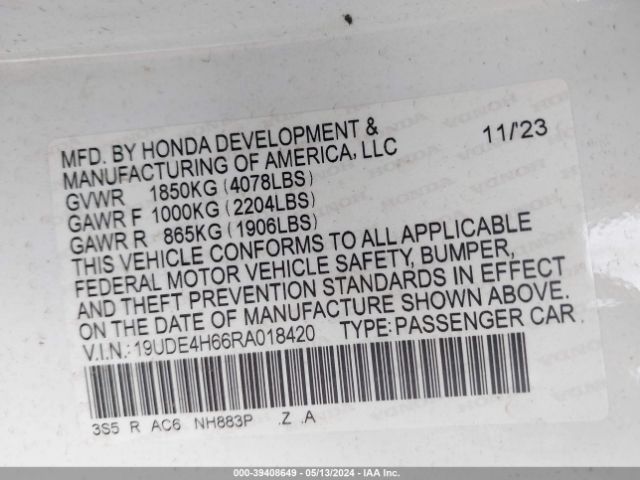 MFD. BY HONDA DEVELOPMENT & MANUFACTURING OF AMERICA, LLC 11/'23
GVWR 1850KG (4078LBS)
GAWR F 1000KG (2204LBS)
GAWR R 865KG (1906LBS)
THIS VEHICLE CONFORMS TO ALL APPLICABLE
FEDERAL MOTOR VEHICLE SAFETY, BUMPER,
AND THEFT PREVENTION STANDARDS IN EFFECT
ON THE DATE OF MANUFACTURE SHOWN ABOVE.
V.I.N.: 19UDE4H66RA018420 TYPE: PASSENGER CAR
3S5 R AC6 NH883P .Z .A
000-39408649 - 05/13/2024 - IAA Inc.